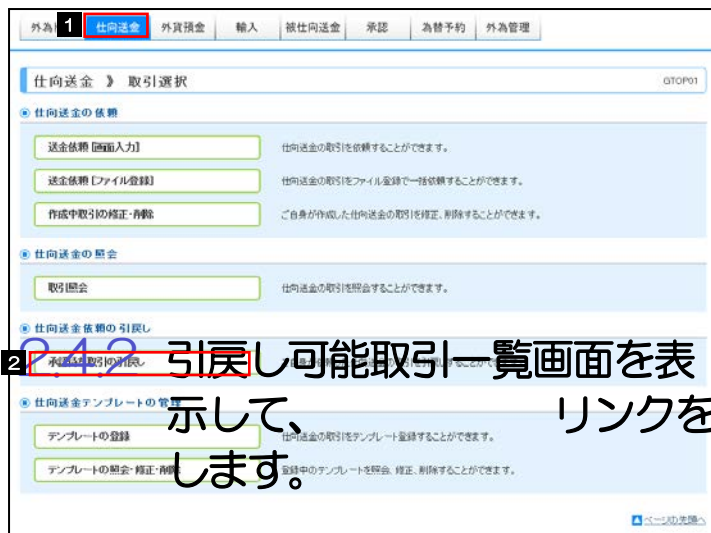 外為 1 仕向送金 外貨預金 輸入 被仕向送金 承認 為替予約 外為管理
仕向送金 》 取引選択 GTOP01
仕向送金の依頼
送金依頼[画面入力] 仕向送金の取引を依頼することができます。
送金依頼[ファイル登録] 仕向送金の取引をファイル登録で一括依頼することができます。
作成中取引の修正・削除 ご自身が作成した仕向送金の取引を修正、削除することができます。
仕向送金の照会
取引照会 仕向送金の取引を照会することができます。
仕向送金依頼の引戻し
2 承認待ち取引の引戻し
2.4.2 引戻し可能取引一覧画面を表
仕向送金テンプレートの管理
示して、 リンクを
テンプレートの登録 仕向送金の取引をテンプレート登録することができます。
します。
テンプレートの照会・修正・削除 登録中のテンプレートを照会、修正、削除することができます。
ページの先頭へ